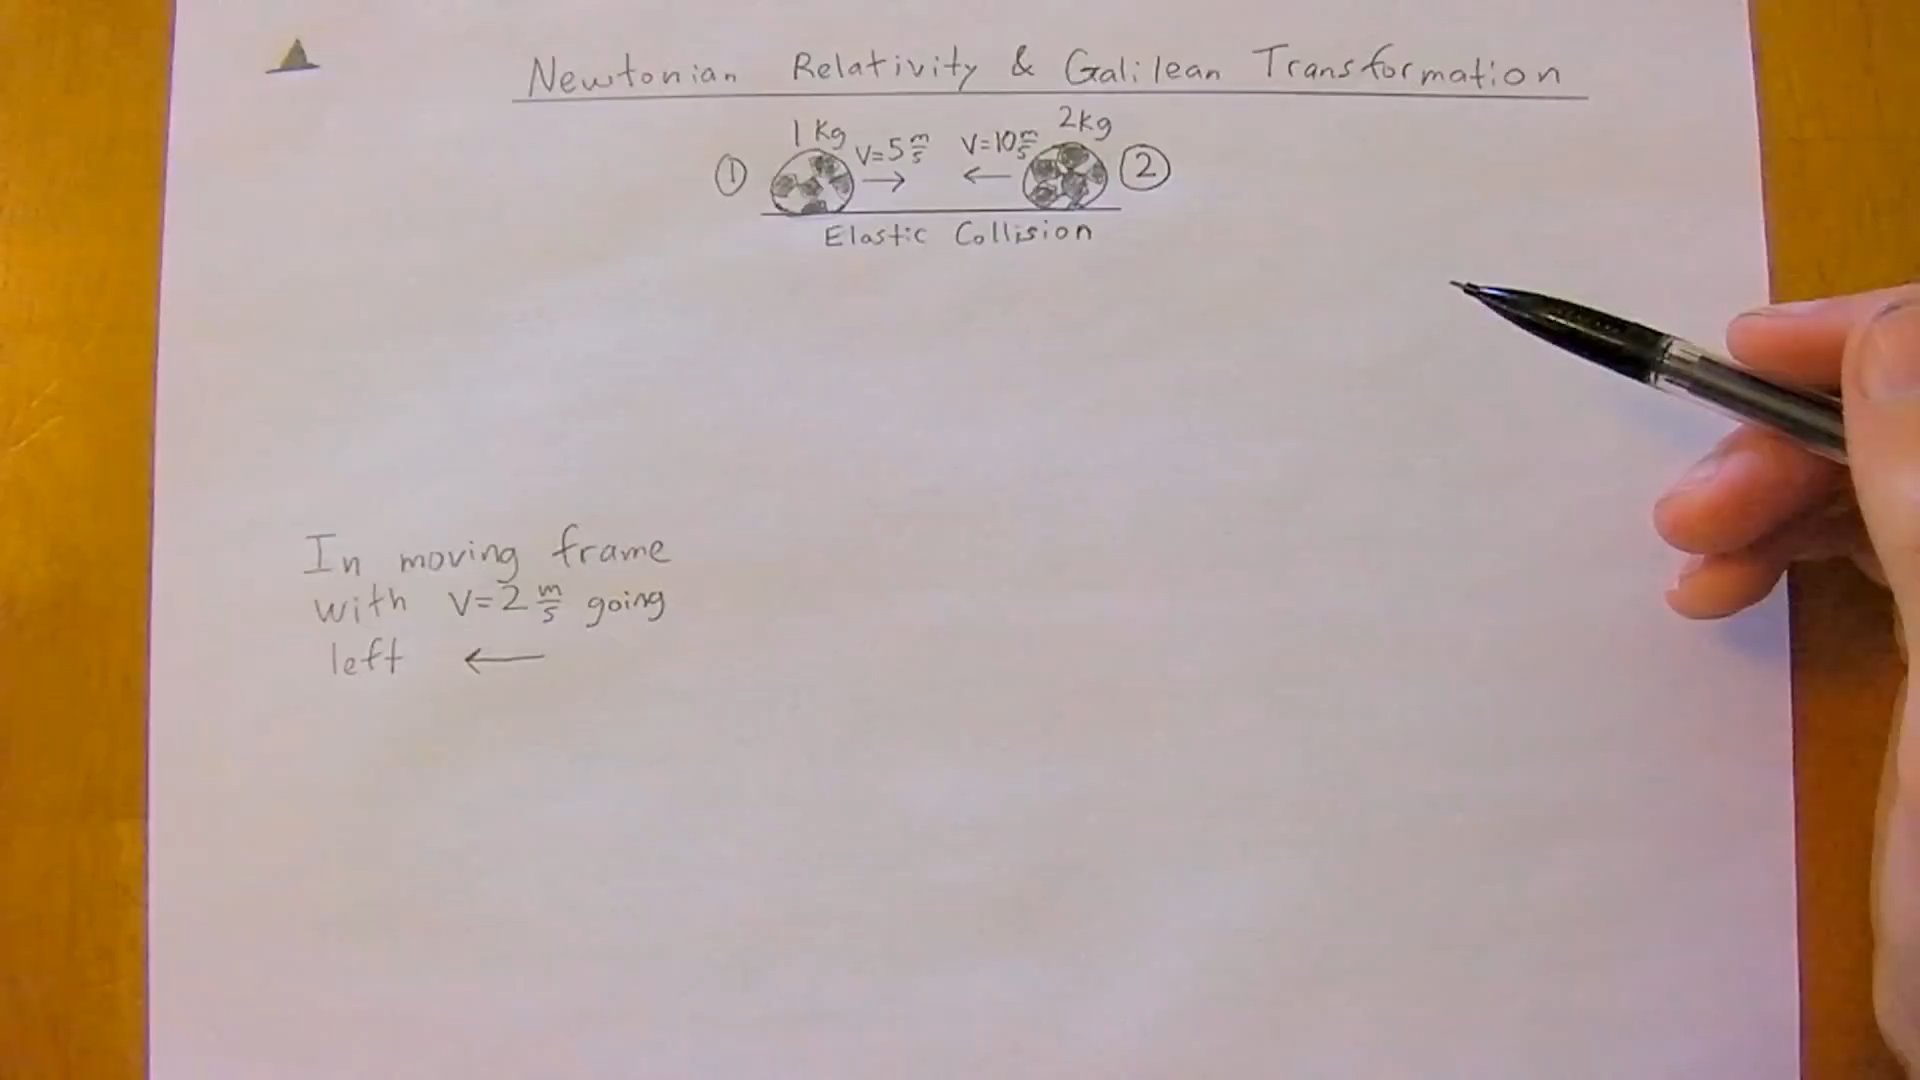 Newtonian Relativity & Galilean Transformation
1 Kg 2kg
① V=5 m/s V=10 m/s ②
Elastic Collision
In moving frame
with V=2 m/s going
left ←